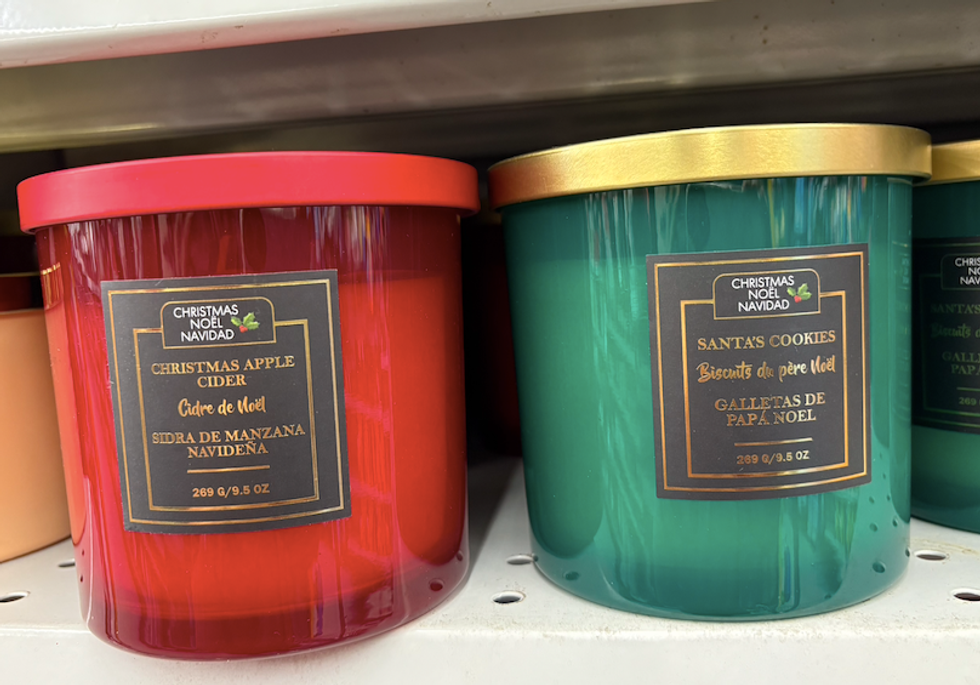 CHRISTMAS
NOËL
NAVIDAD
CHRISTMAS APPLE
CIDER
Cidre de Noël
SIDRA DE MANZANA
NAVIDEÑA
269 G/9.5 OZ
CHRISTMAS
NOËL
NAVIDAD
SANTA'S COOKIES
Biscuits du père Noël
GALLETAS DE
PAPÁ NOEL
269 G/9.5 OZ